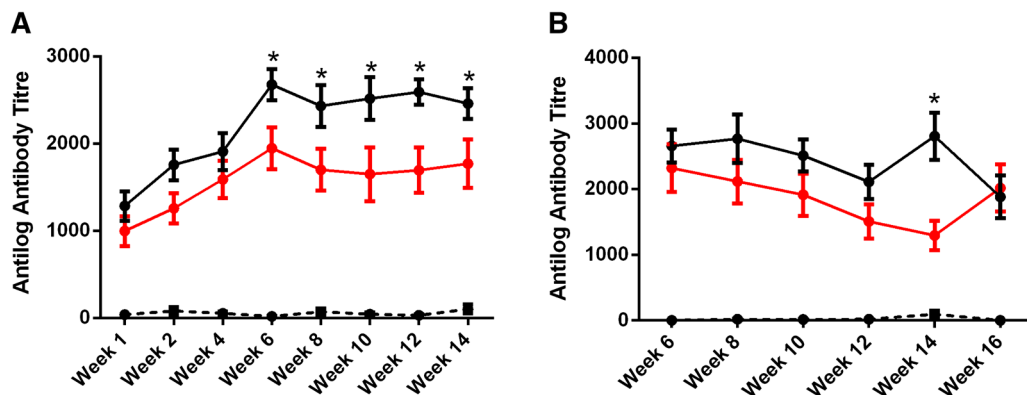 A
Antilog Antibody Titre
3000
2000
1000
0
* * * * *
Week 1
Week 2
Week 4
Week 6
Week 8
Week 10
Week 12
Week 14
B
Antilog Antibody Titre
4000
3000
2000
1000
0
*
Week 6
Week 8
Week 10
Week 12
Week 14
Week 16